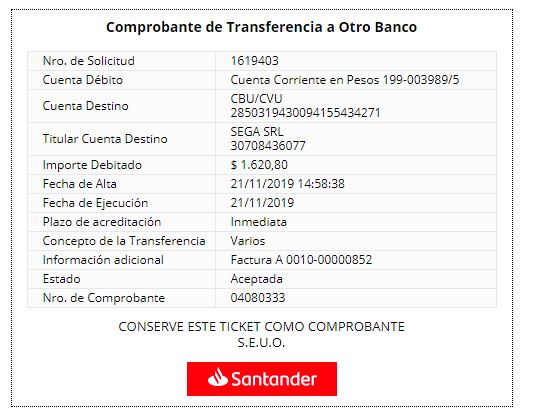 Comprobante de Transferencia a Otro Banco
Nro. de Solicitud 1619403
Cuenta Débito Cuenta Corriente en Pesos 199-003989/5
Cuenta Destino CBU/CVU
2850319430094155434271
Titular Cuenta Destino SEGA SRL
30708436077
Importe Debitado $ 1.620,80
Fecha de Alta 21/11/2019 14:58:38
Fecha de Ejecución 21/11/2019
Plazo de acreditación Inmediata
Concepto de la Transferencia Varios
Información adicional Factura A 0010-00000852
Estado Aceptada
Nro. de Comprobante 04080333
CONSERVE ESTE TICKET COMO COMPROBANTE
S.E.U.O.
Santander